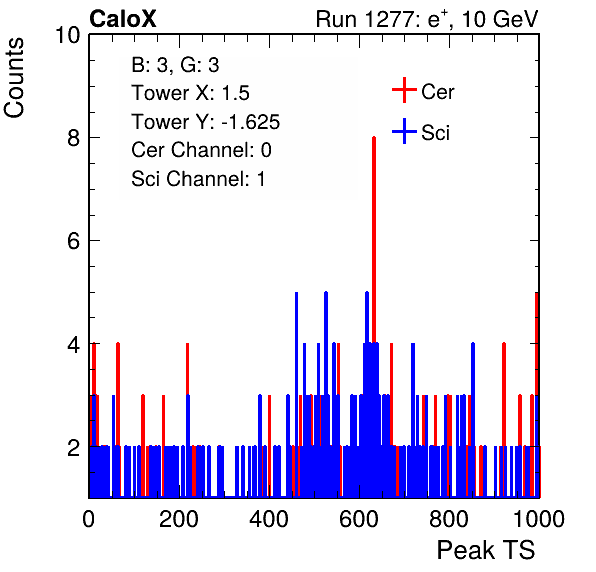 CaloX Run 1277: e+, 10 GeV
Counts
10
8
6
4
2
B: 3, G: 3
Tower X: 1.5
Tower Y: -1.625
Cer Channel: 0
Sci Channel: 1
Cer
Sci
0 200 400 600 800 1000
Peak TS